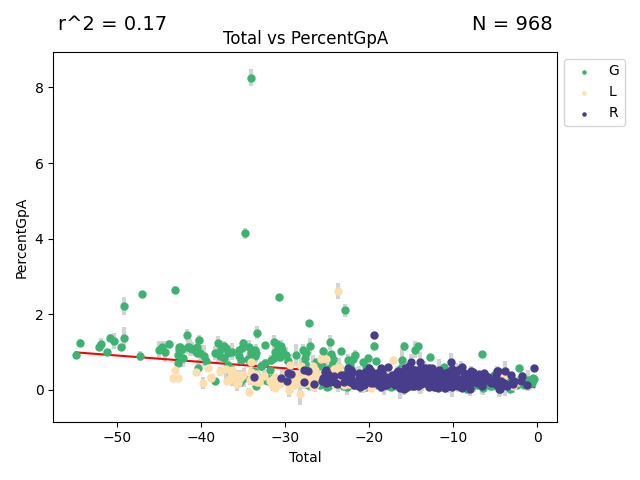 r^2 = 0.17
N = 968
Total vs PercentGpA
G
L
R
8
6
4
2
0
PercentGpA
−50
−40
−30
−20
−10
0
Total